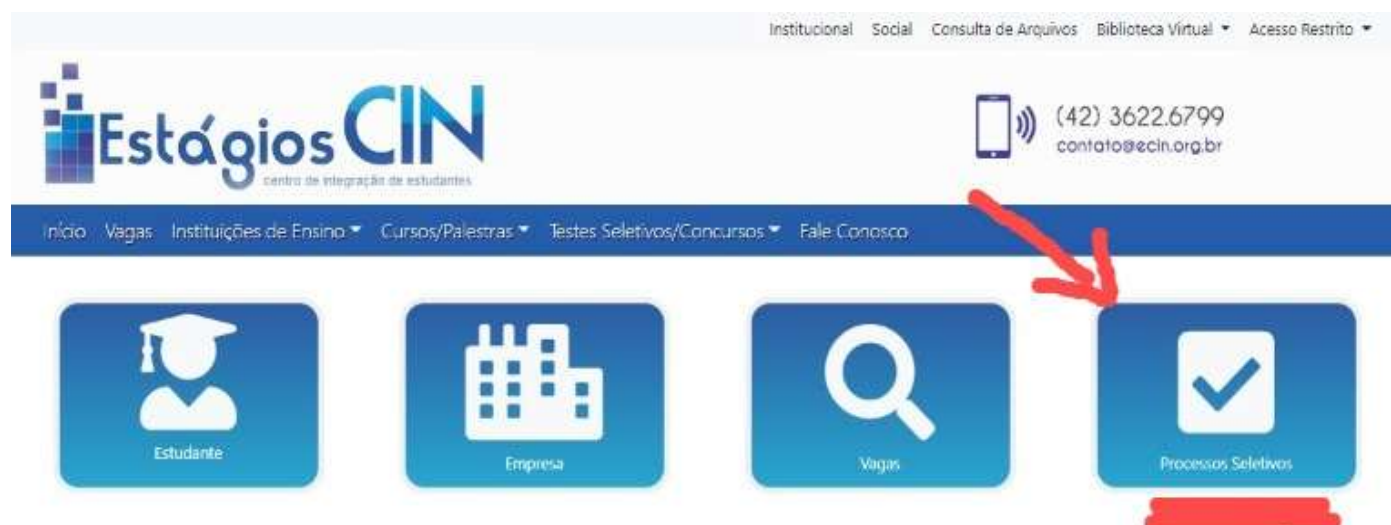 Institucional Social Consulta de Arquivos Biblioteca Virtual Acesso Restrito
Estágios CIN
centro de integração de estudantes
(42) 3622.6799
contato@ecin.org.br
Início Vagas Instituições de Ensino Cursos/Palestras Testes Seletivos/Concursos Fale Conosco
Estudante
Empresa
Vagas
Processos Seletivos